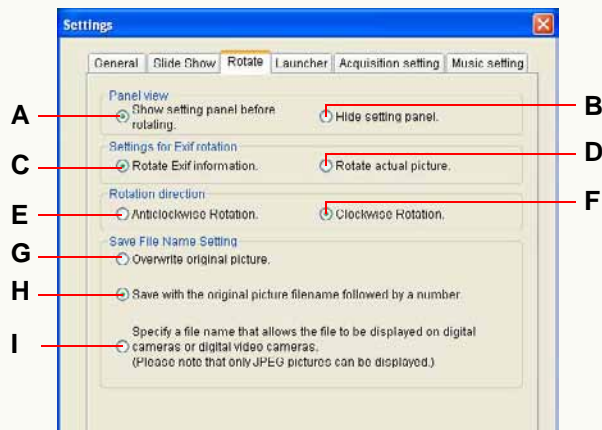 Settings
General Slide Show Rotate Launcher Acquisition setting Music setting
Panel view
A Show setting panel before rotating. B Hide setting panel.
Settings for Exif rotation
C Rotate Exif information. D Rotate actual picture.
Rotation direction
E Anticlockwise Rotation. F Clockwise Rotation.
Save File Name Setting
G Overwrite original picture.
H Save with the original picture filename followed by a number.
I Specify a file name that allows the file to be displayed on digital
cameras or digital video cameras.
(Please note that only JPEG pictures can be displayed.)